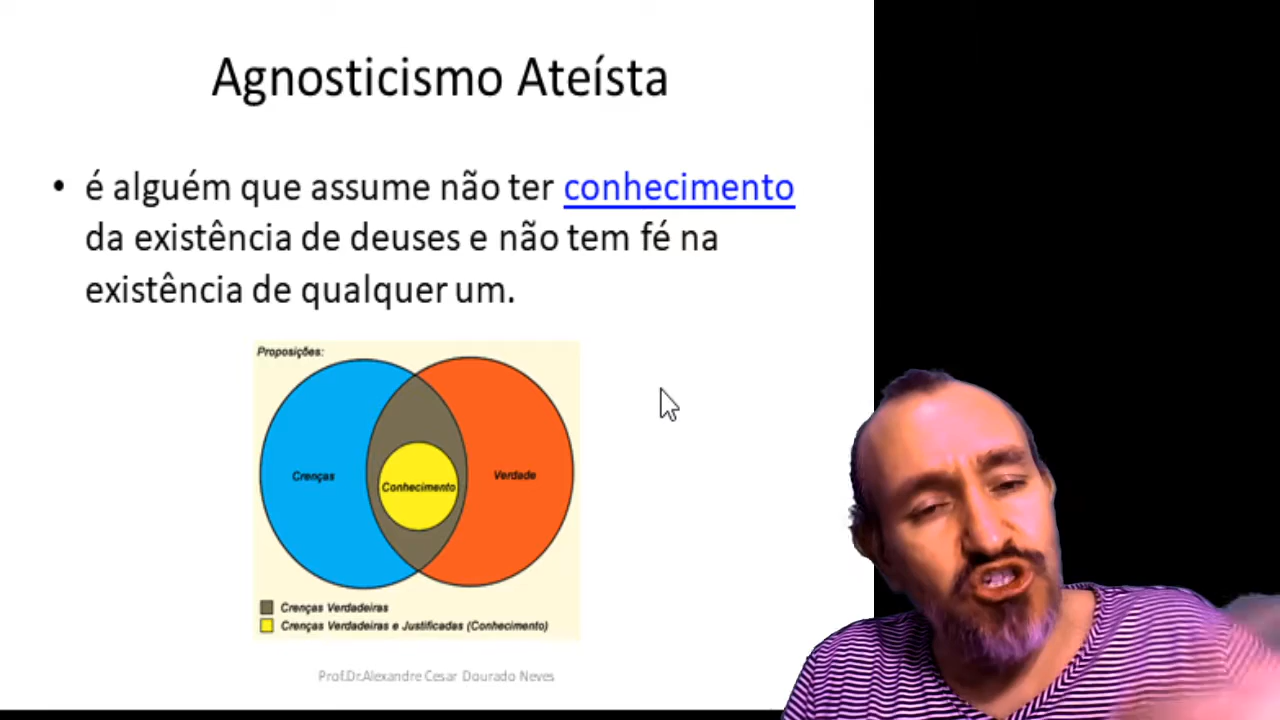 Agnosticismo Ateísta
• é alguém que assume não ter conhecimento
da existência de deuses e não tem fé na
existência de qualquer um.
Proposições:
Crenças
Conhecimento
Verdade
Crenças Verdadeiras
Crenças Verdadeiras e Justificadas (Conhecimento)
Prof.Dr.Alexandre Cesar Dourado Neves